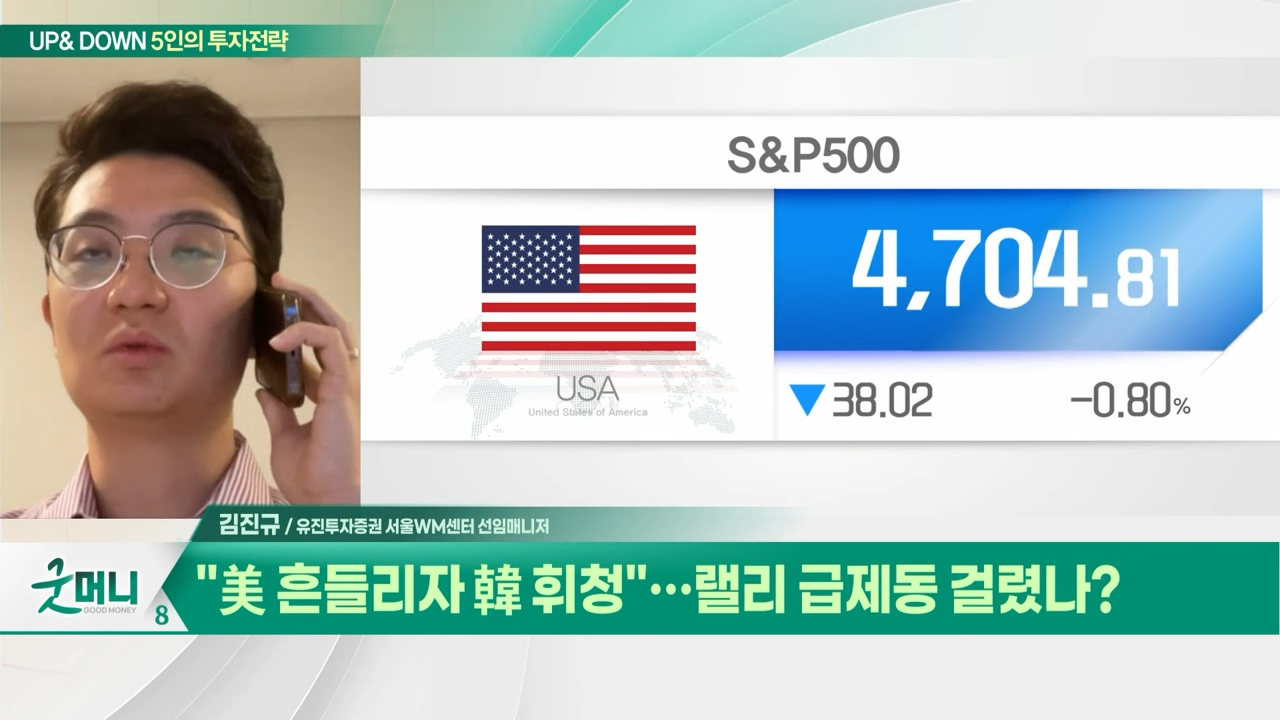 UP& DOWN 5인의 투자전략
S&P500
4,704.81
USA
United States of America
▼38.02 -0.80%
김진규 / 유진투자증권 서울WM센터 선임매니저
굿머니
GOOD MONEY
8
"美 흔들리자 韓 휘청"…랠리 급제동 걸렸나?